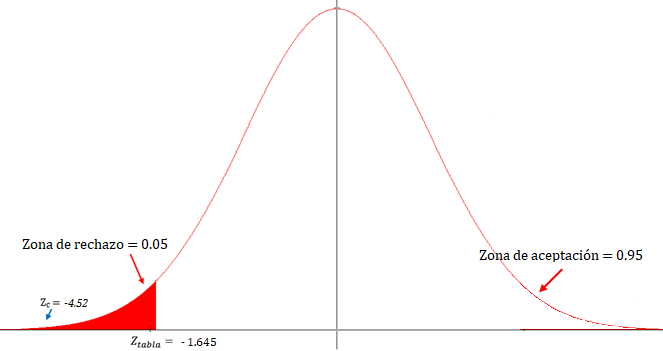 Zona de rechazo = 0.05
Zona de aceptación = 0.95
Zc = -4.52
Ztabla = - 1.645